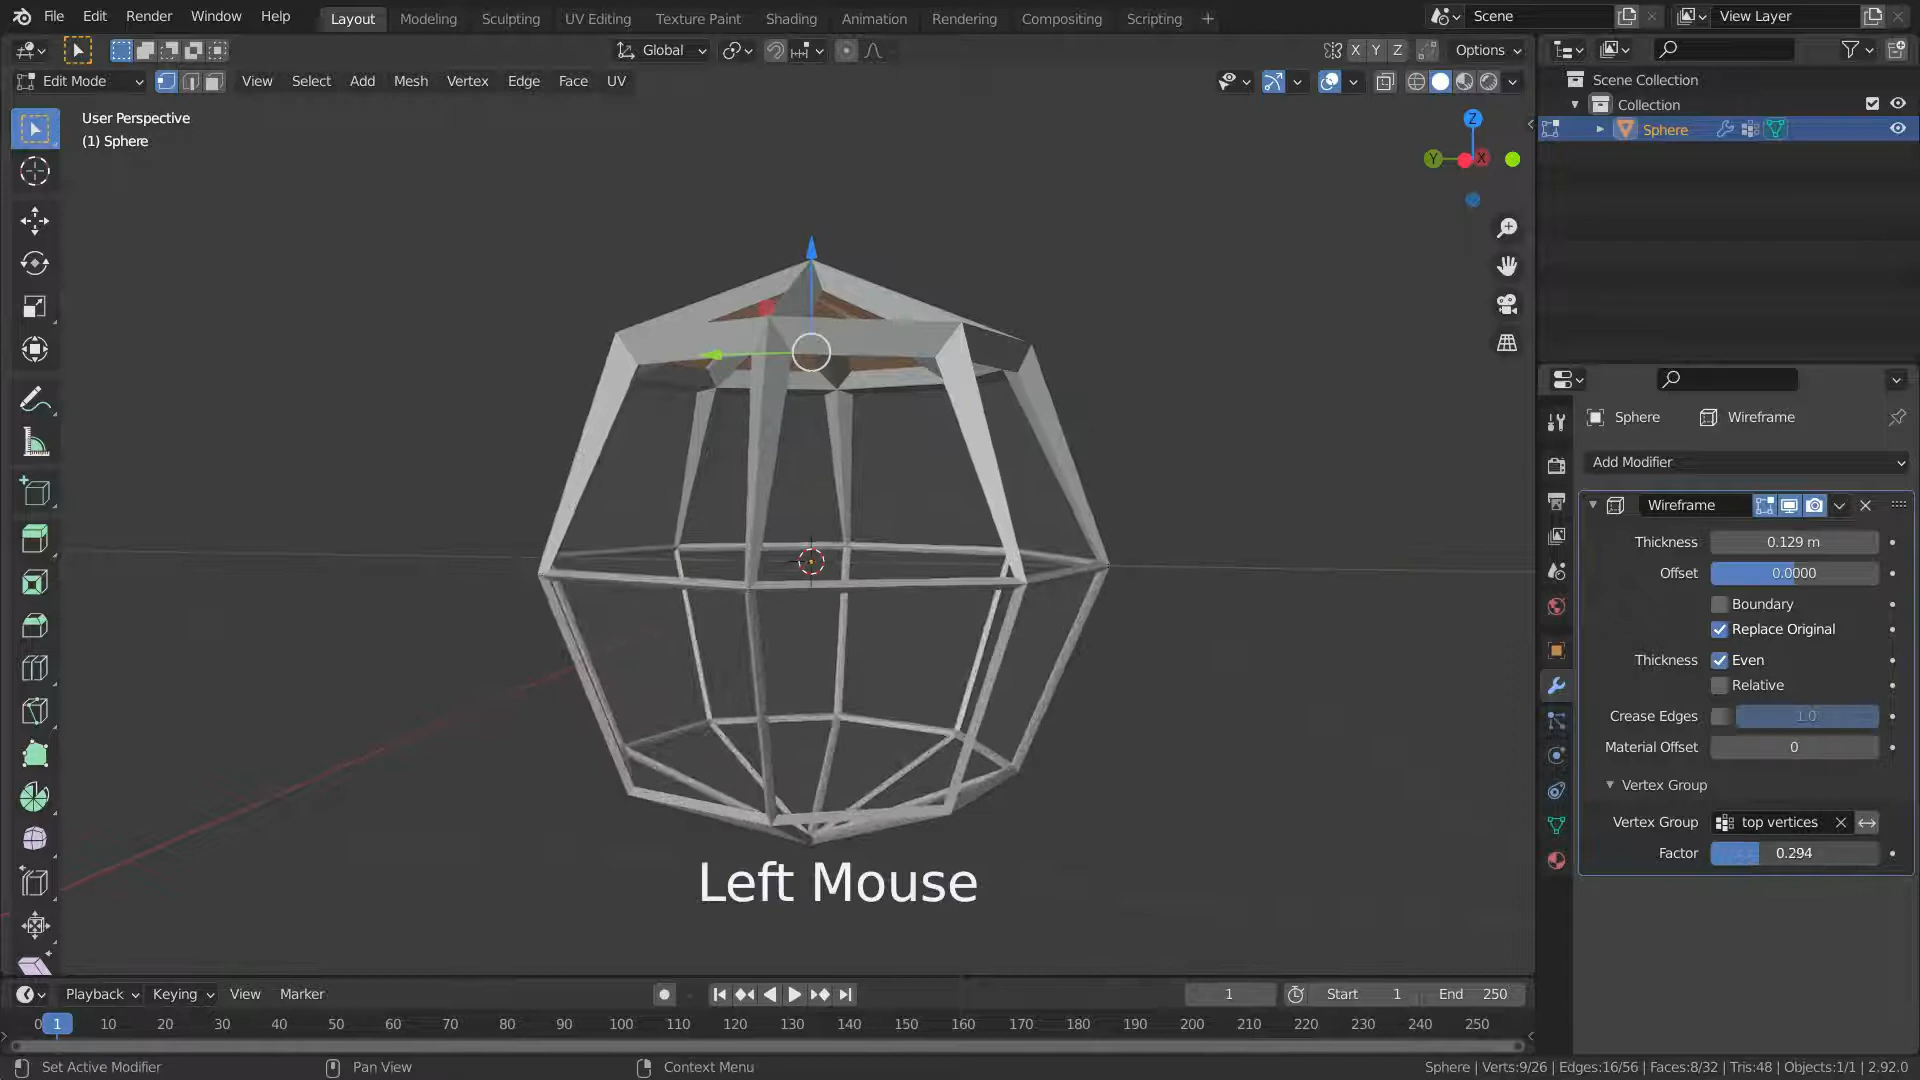 File Edit Render Window Help Layout Modeling Sculpting UV Editing Texture Paint Shading Animation Rendering Compositing Scripting + Scene View Layer
Global X Y Z Options
Edit Mode View Select Add Mesh Vertex Edge Face UV
User Perspective
(1) Sphere
Z
Y X
Scene Collection
Collection
Sphere
Sphere Wireframe
Add Modifier
Wireframe
Thickness 0.129 m
Offset 0.0000
Boundary
Replace Original
Thickness Even
Relative
Crease Edges 1.0
Material Offset 0
Vertex Group
Vertex Group top vertices
Factor 0.294
Left Mouse
Playback Keying View Marker 1 Start 1 End 250
0 1 10 20 30 40 50 60 70 80 90 100 110 120 130 140 150 160 170 180 190 200 210 220 230 240 250
Set Active Modifier Pan View Context Menu Sphere | Verts:9/26 | Edges:16/56 | Faces:8/32 | Tris:48 | Objects:1/1 | 2.92.0